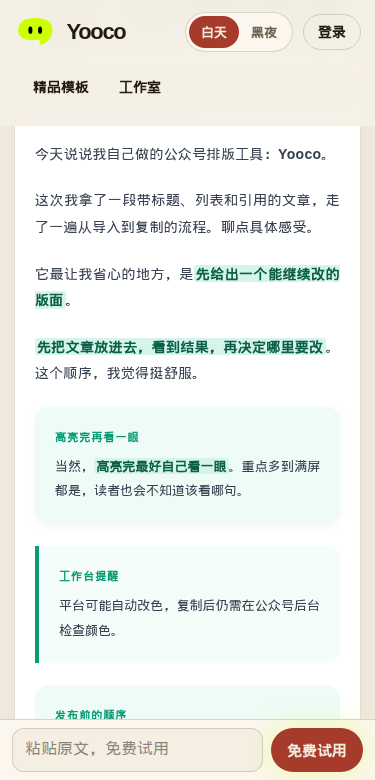 Yooco
白天
黑夜
登录
精品模板
工作室
今天说说我自己做的公众号排版工具：Yooco。
这次我拿了一段带标题、列表和引用的文章，走
了一遍从导入到复制的流程。聊点具体感受。
它最让我省心的地方，是先给出一个能继续改的
版面。
先把文章放进去，看到结果，再决定哪里要改。
这个顺序，我觉得挺舒服。
高亮完再看一眼
当然，高亮完最好自己看一眼。重点多到满屏
都是，读者也会不知道该看哪句。
工作台提醒
平台可能自动改色，复制后仍需在公众号后台
检查颜色。
发布前的顺序
粘贴原文，免费试用
免费试用